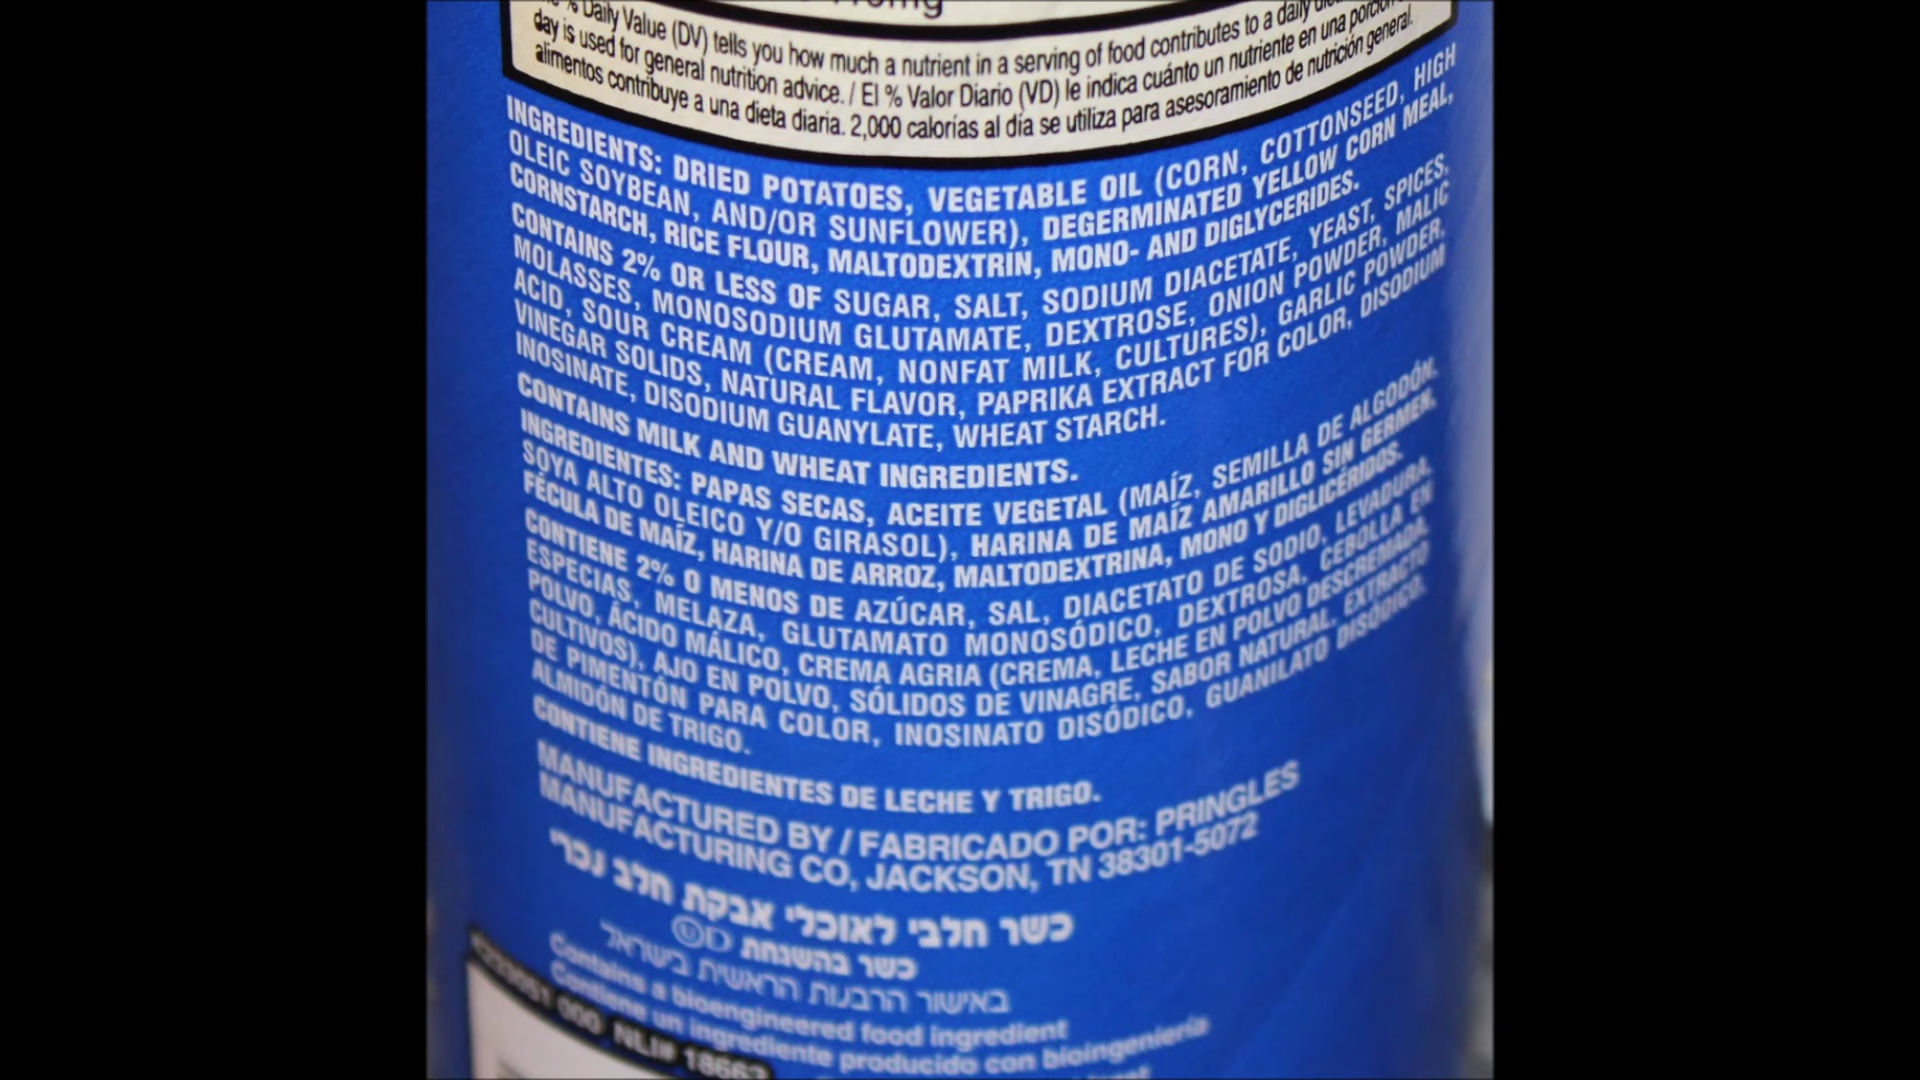 % Daily Value (DV) tells you how much a nutrient in a serving of food contributes to a daily
day is used for general nutrition advice. / El % Valor Diario (VD) le indica cuánto un nutriente en una porción
alimentos contribuye a una dieta diaria. 2,000 calorías al día se utiliza para asesoramiento de nutrición general.
INGREDIENTS: DRIED POTATOES, VEGETABLE OIL (CORN, COTTONSEED, HIGH
OLEIC SOYBEAN, AND/OR SUNFLOWER), DEGERMINATED YELLOW CORN MEAL,
CORNSTARCH, RICE FLOUR, MALTODEXTRIN, MONO- AND DIGLYCERIDES.
CONTAINS 2% OR LESS OF SUGAR, SALT, SODIUM DIACETATE, YEAST, SPICES,
MOLASSES, MONOSODIUM GLUTAMATE, DEXTROSE, ONION POWDER, MALIC
ACID, SOUR CREAM (CREAM, NONFAT MILK, CULTURES), GARLIC POWDER,
VINEGAR SOLIDS, NATURAL FLAVOR, PAPRIKA EXTRACT FOR COLOR, DISODIUM
INOSINATE, DISODIUM GUANYLATE, WHEAT STARCH.
CONTAINS MILK AND WHEAT INGREDIENTS.
INGREDIENTES: PAPAS SECAS, ACEITE VEGETAL (MAÍZ, SEMILLA DE ALGODÓN,
SOYA ALTO OLEICO Y/O GIRASOL), HARINA DE MAÍZ AMARILLO SIN GERMEN,
FÉCULA DE MAÍZ, HARINA DE ARROZ, MALTODEXTRINA, MONO Y DIGLICÉRIDOS.
CONTIENE 2% O MENOS DE AZÚCAR, SAL, DIACETATO DE SODIO, LEVADURA,
ESPECIAS, MELAZA, GLUTAMATO MONOSÓDICO, DEXTROSA, CEBOLLA EN
POLVO, ÁCIDO MÁLICO, CREMA AGRIA (CREMA, LECHE EN POLVO DESCREMADA,
CULTIVOS), AJO EN POLVO, SÓLIDOS DE VINAGRE, SABOR NATURAL, EXTRACTO
DE PIMENTÓN PARA COLOR, INOSINATO DISÓDICO, GUANILATO DISÓDICO,
ALMIDÓN DE TRIGO.
CONTIENE INGREDIENTES DE LECHE Y TRIGO.
MANUFACTURED BY / FABRICADO POR: PRINGLES
MANUFACTURING CO, JACKSON, TN 38301-5072
כשר חלבי לאוכלי אבקת חלב נכרי
כשר בהשגחת UD
באישור הרבנות הראשית בישראל
Contains a bioengineered food ingredient
Contiene un ingrediente producido con bioingeniería
000 NLI# 18663